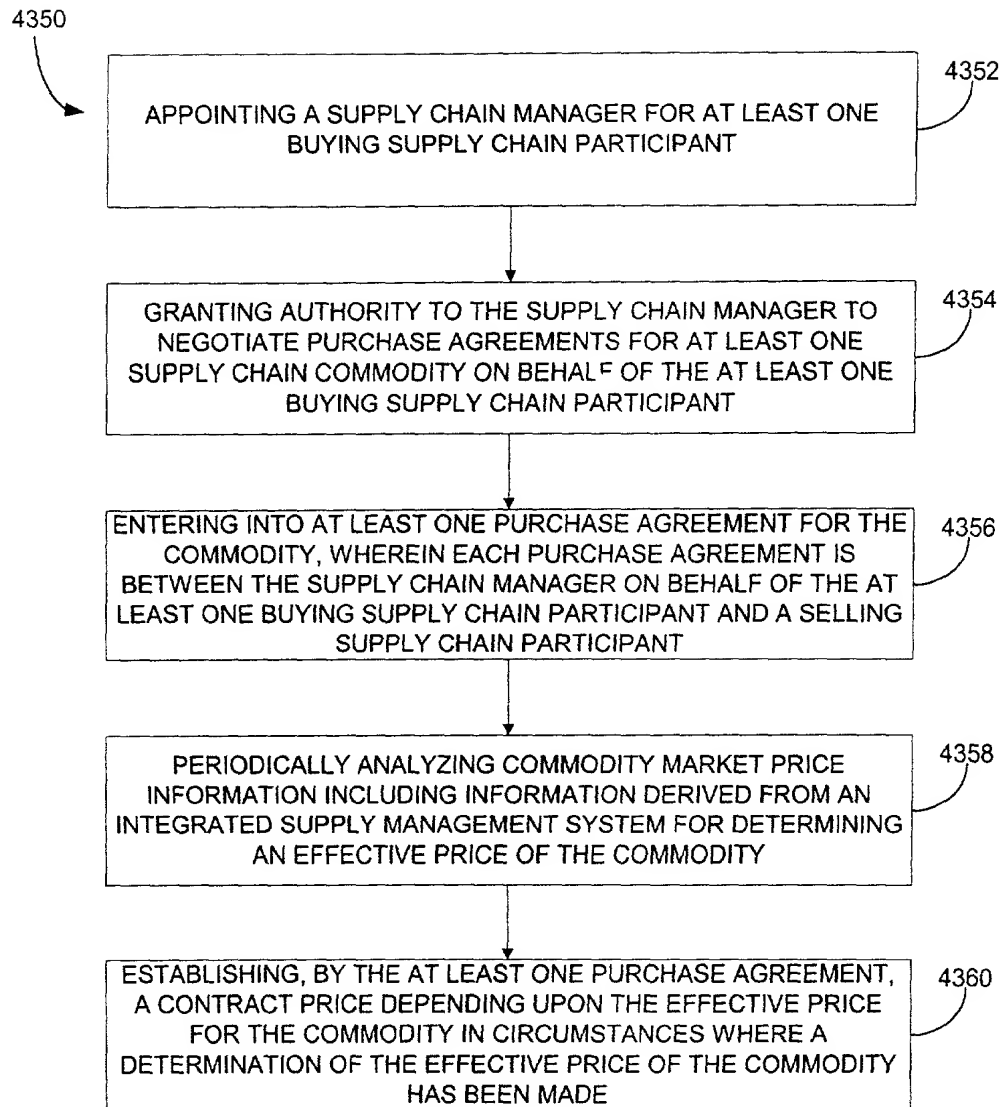 4350
4352
APPOINTING A SUPPLY CHAIN MANAGER FOR AT LEAST ONE
BUYING SUPPLY CHAIN PARTICIPANT
4354
GRANTING AUTHORITY TO THE SUPPLY CHAIN MANAGER TO
NEGOTIATE PURCHASE AGREEMENTS FOR AT LEAST ONE
SUPPLY CHAIN COMMODITY ON BEHALF OF THE AT LEAST ONE
BUYING SUPPLY CHAIN PARTICIPANT
4356
ENTERING INTO AT LEAST ONE PURCHASE AGREEMENT FOR THE
COMMODITY, WHEREIN EACH PURCHASE AGREEMENT IS
BETWEEN THE SUPPLY CHAIN MANAGER ON BEHALF OF THE AT
LEAST ONE BUYING SUPPLY CHAIN PARTICIPANT AND A SELLING
SUPPLY CHAIN PARTICIPANT
4358
PERIODICALLY ANALYZING COMMODITY MARKET PRICE
INFORMATION INCLUDING INFORMATION DERIVED FROM AN
INTEGRATED SUPPLY MANAGEMENT SYSTEM FOR DETERMINING
AN EFFECTIVE PRICE OF THE COMMODITY
4360
ESTABLISHING, BY THE AT LEAST ONE PURCHASE AGREEMENT,
A CONTRACT PRICE DEPENDING UPON THE EFFECTIVE PRICE
FOR THE COMMODITY IN CIRCUMSTANCES WHERE A
DETERMINATION OF THE EFFECTIVE PRICE OF THE COMMODITY
HAS BEEN MADE